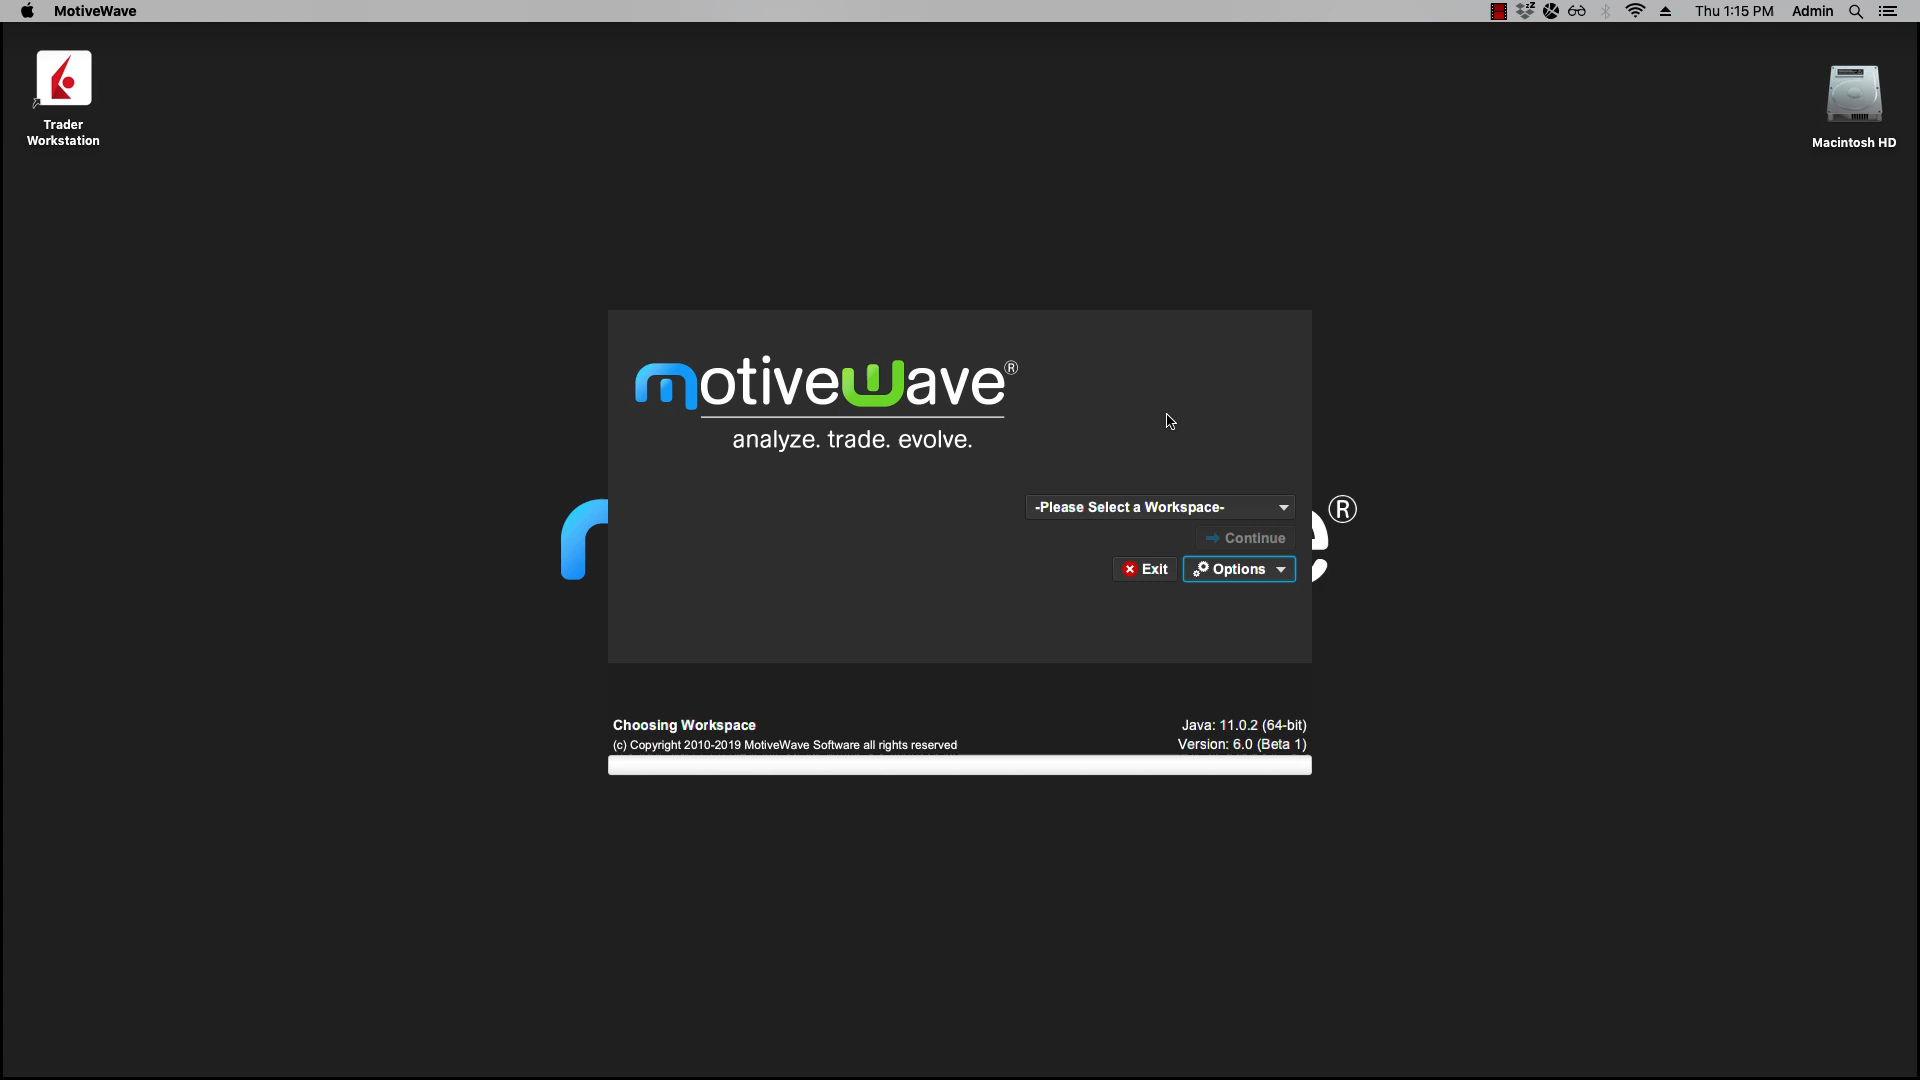 MotiveWave
Thu 1:15 PM
Admin
Trader
Workstation
Macintosh HD
motivewave®
analyze. trade. evolve.
-Please Select a Workspace-
Continue
Exit
Options
®
Choosing Workspace
Java: 11.0.2 (64-bit)
(c) Copyright 2010-2019 MotiveWave Software all rights reserved
Version: 6.0 (Beta 1)